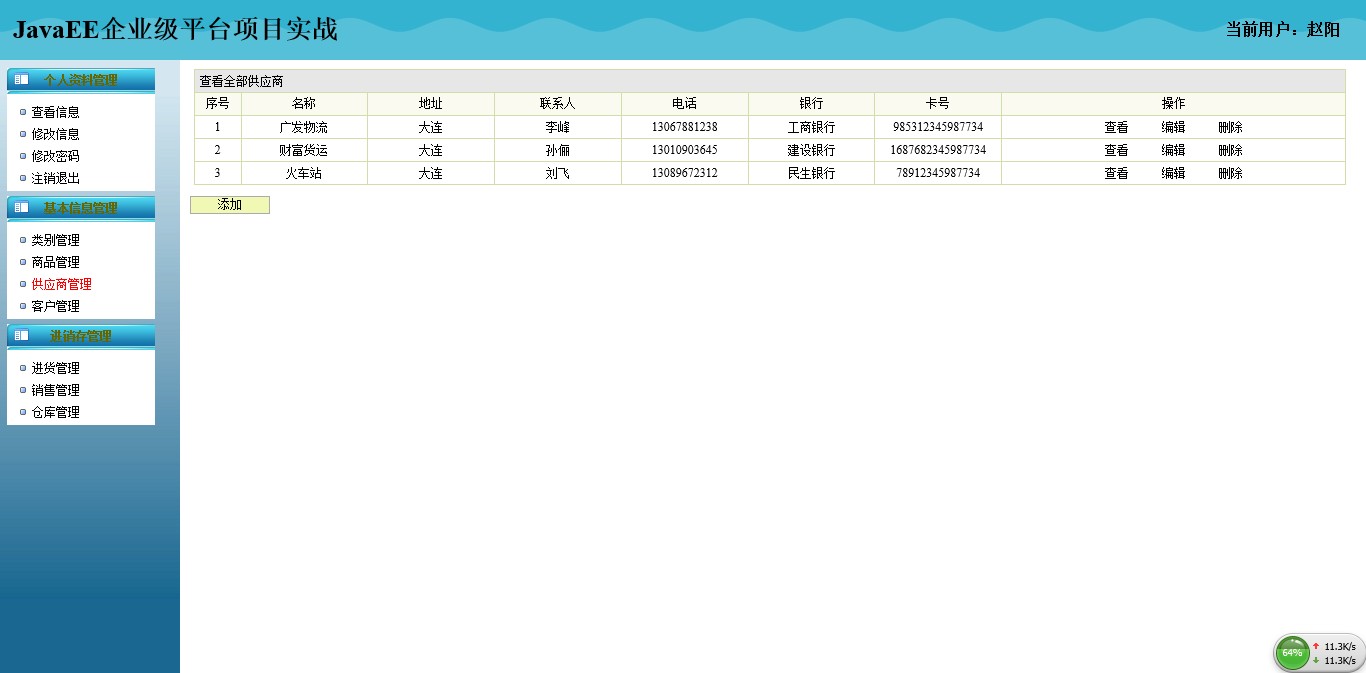 JavaEE企业级平台项目实战
当前用户：赵阳
个人资料管理
查看信息
修改信息
修改密码
注销退出
基本信息管理
类别管理
商品管理
供应商管理
客户管理
进销存管理
进货管理
销售管理
仓库管理
查看全部供应商
序号 名称 地址 联系人 电话 银行 卡号 操作
1 广发物流 大连 李峰 13067881238 工商银行 985312345987734 查看 编辑 删除
2 财富货运 大连 孙俪 13010903645 建设银行 1687682345987734 查看 编辑 删除
3 火车站 大连 刘飞 13089672312 民生银行 78912345987734 查看 编辑 删除
添加
64%
11.3K/s
11.3K/s